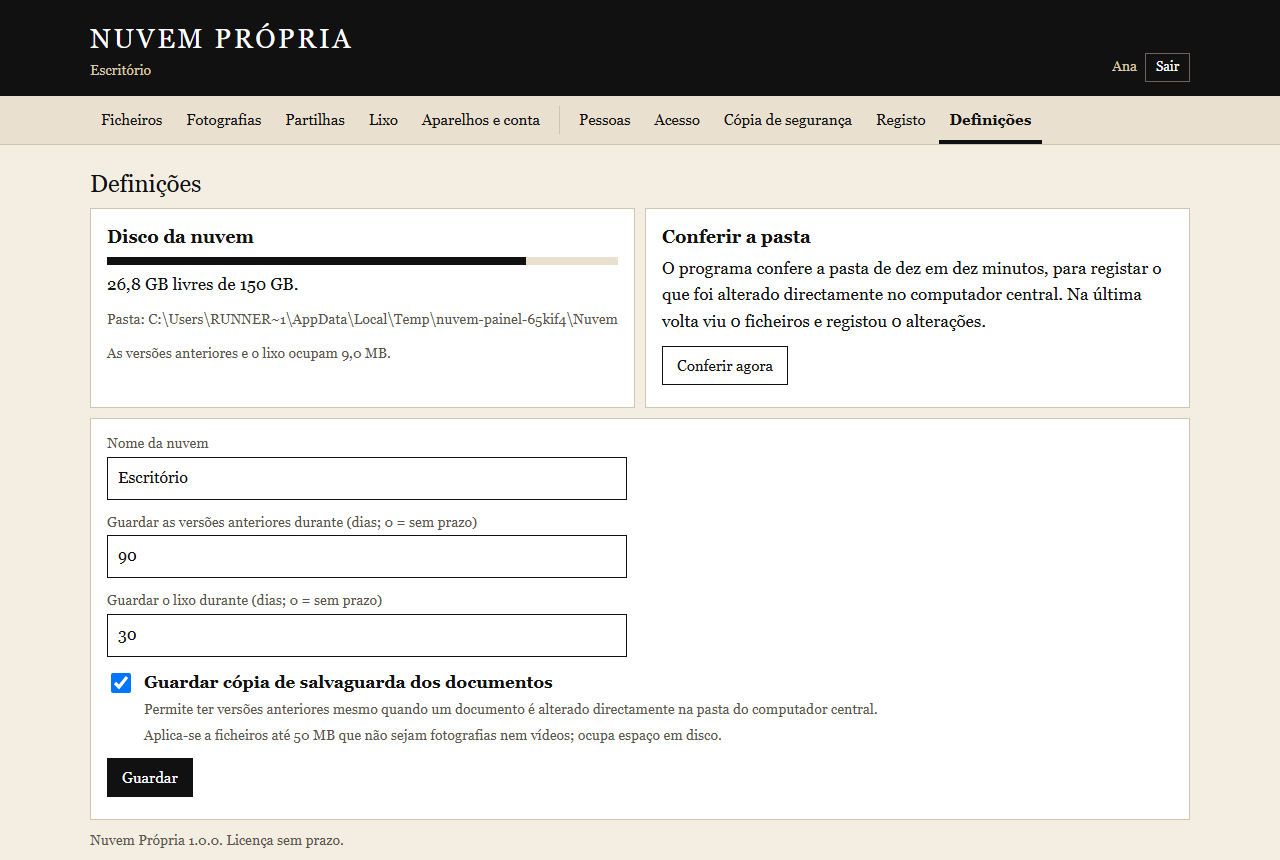 NUVEM PRÓPRIA
Escritório
Ana
Sair
Ficheiros
Fotografias
Partilhas
Lixo
Aparelhos e conta
Pessoas
Acesso
Cópia de segurança
Registo
Definições
Definições
Disco da nuvem
26,8 GB livres de 150 GB.
Pasta: C:\Users\RUNNER~1\AppData\Local\Temp\nuvem-painel-65kif4\Nuvem
As versões anteriores e o lixo ocupam 9,0 MB.
Conferir a pasta
O programa confere a pasta de dez em dez minutos, para registar o
que foi alterado directamente no computador central. Na última
volta viu 0 ficheiros e registou 0 alterações.
Conferir agora
Nome da nuvem
Escritório
Guardar as versões anteriores durante (dias; 0 = sem prazo)
90
Guardar o lixo durante (dias; 0 = sem prazo)
30
Guardar cópia de salvaguarda dos documentos
Permite ter versões anteriores mesmo quando um documento é alterado directamente na pasta do computador central.
Aplica-se a ficheiros até 50 MB que não sejam fotografias nem vídeos; ocupa espaço em disco.
Guardar
Nuvem Própria 1.0.0. Licença sem prazo.